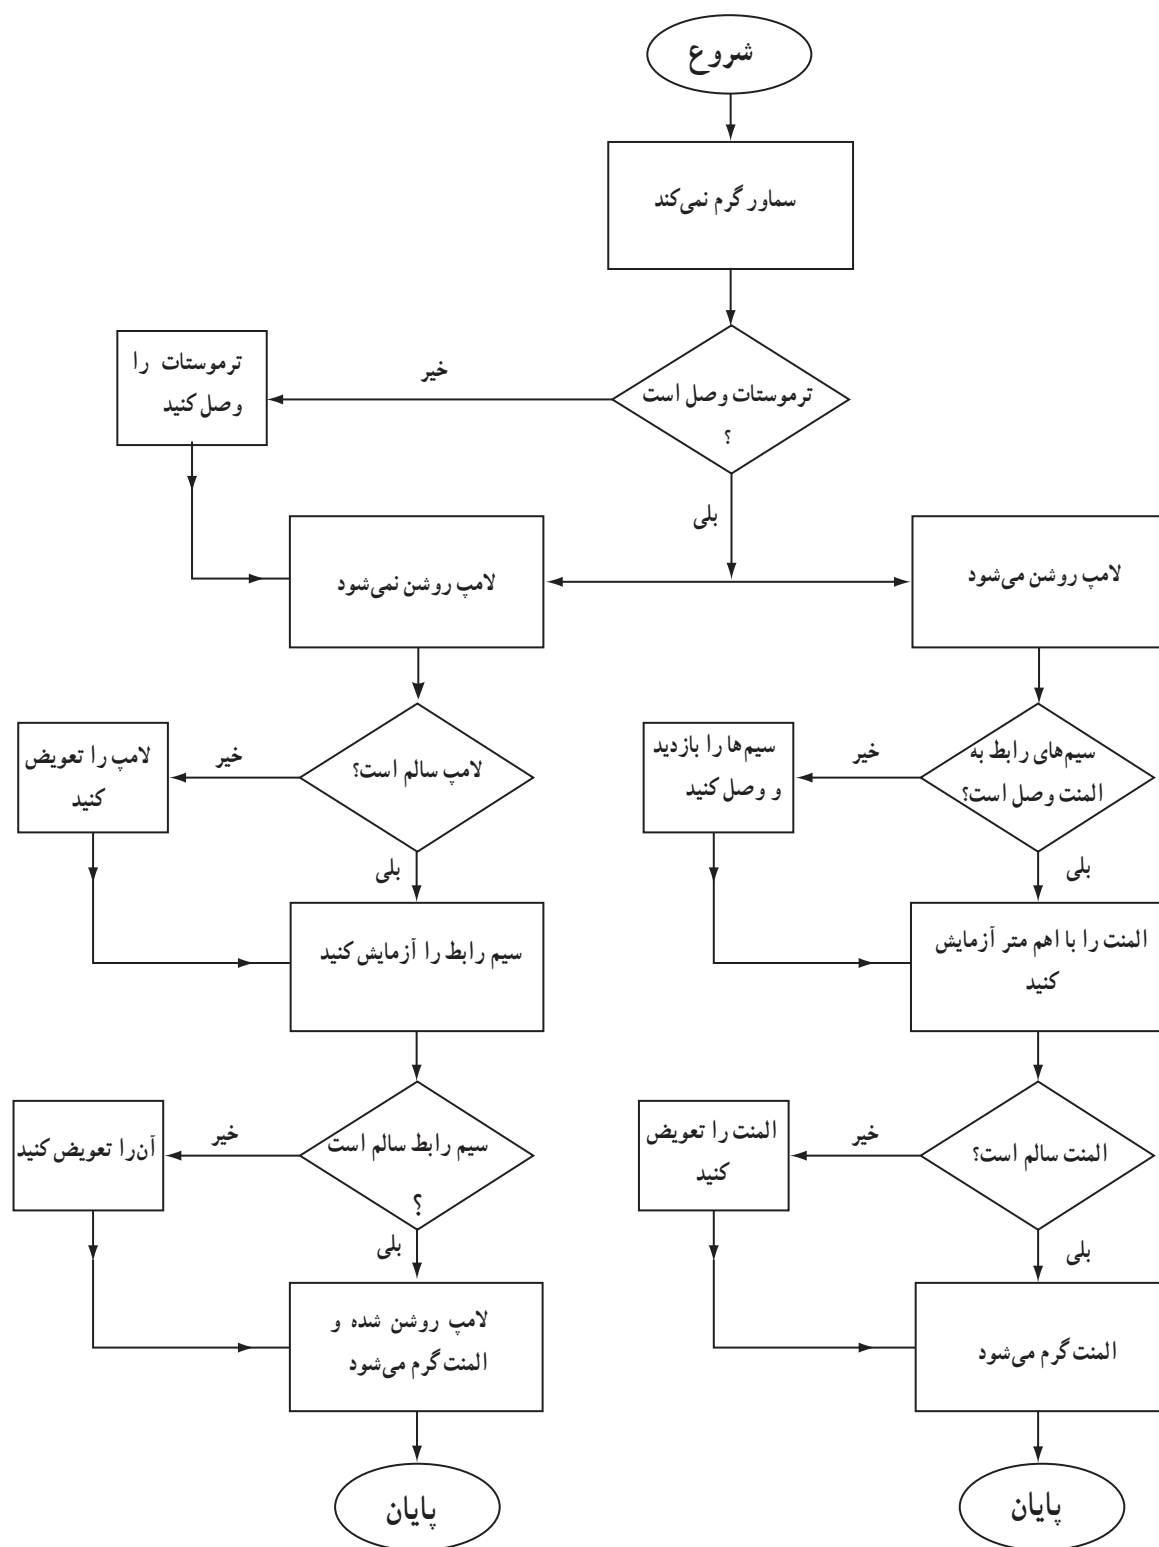 شروع
سماور گرم نمی‌کند
ترموستات وصل است
؟
خیر
ترموستات را
وصل کنید
بلی
لامپ روشن می‌شود
سیم‌های رابط به
المنت وصل است؟
خیر
سیم‌ها را بازدید
و وصل کنید
بلی
المنت را با اهم متر آزمایش
کنید
المنت سالم است؟
خیر
المنت را تعویض
کنید
بلی
المنت گرم می‌شود
پایان
لامپ روشن نمی‌شود
لامپ سالم است؟
خیر
لامپ را تعویض
کنید
بلی
سیم رابط را آزمایش کنید
سیم رابط سالم است
؟
خیر
آن‌را تعویض کنید
بلی
لامپ روشن شده و
المنت گرم می‌شود
پایان